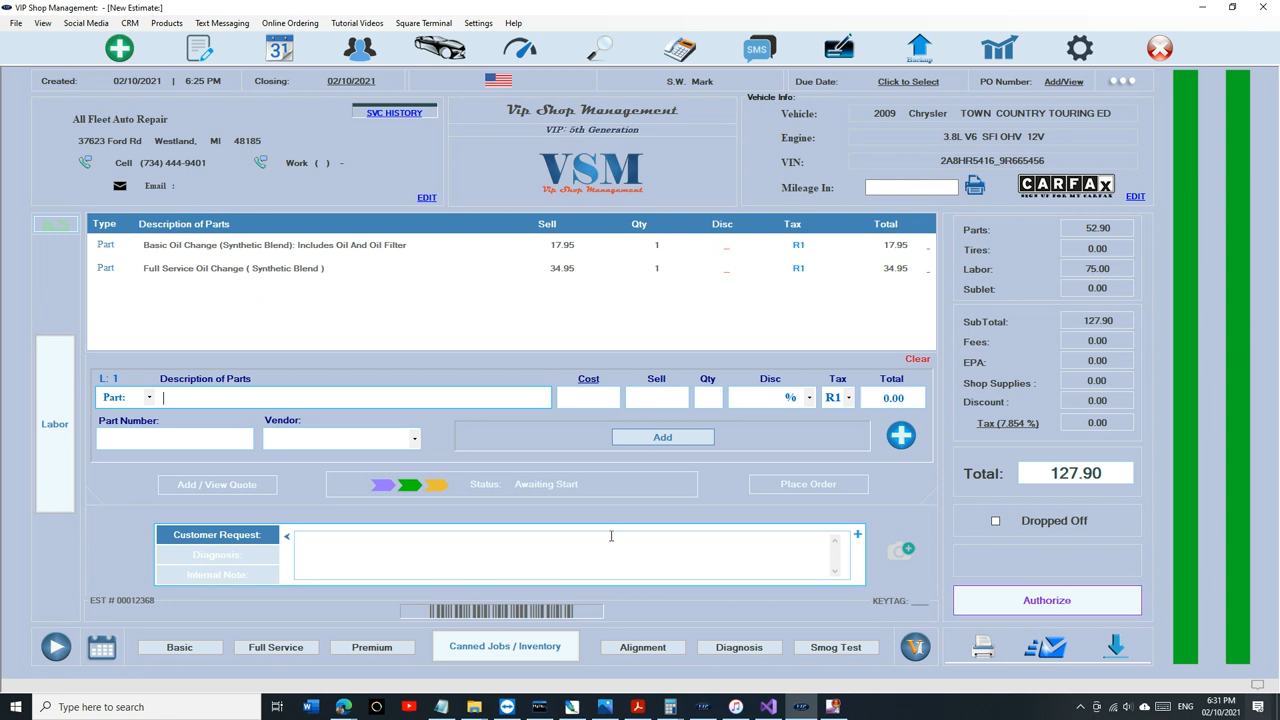 VIP Shop Management: - [New Estimate:]
File View Social Media CRM Products Text Messaging Online Ordering Tutorial Videos Square Terminal Settings Help
31 SMS Backup
Created: 02/10/2021 | 6:25 PM Closing: 02/10/2021 S.W. Mark Due Date: Click to Select PO Number: Add/View
All Fleet Auto Repair SVC HISTORY
37623 Ford Rd Westland, MI 48185
Cell (734) 444-9401 Work ( ) -
Email :
EDIT
Vip Shop Management
VIP: 5th Generation
VSM
Vip Shop Management
Vehicle Info:
Vehicle: 2009 Chrysler TOWN COUNTRY TOURING ED
Engine: 3.8L V6 SFI OHV 12V
VIN: 2A8HR5416_9R665456
Mileage In: CARFAX
SIGN UP FOR MY CARFAX
EDIT
Type Description of Parts Sell Qty Disc Tax Total
Part Basic Oil Change (Synthetic Blend): Includes Oil And Oil Filter 17.95 1 _ R1 17.95 _
Part Full Service Oil Change ( Synthetic Blend ) 34.95 1 _ R1 34.95 _
Clear
Labor
L: 1 Description of Parts Cost Sell Qty Disc Tax Total
Part: % R1 0.00
Part Number: Vendor:
Add
Add / View Quote Status: Awaiting Start Place Order
Customer Request:
Diagnosis:
Internal Note:
EST # 00012368 KEYTAG: ____
Basic Full Service Premium Canned Jobs / Inventory Alignment Diagnosis Smog Test
Parts: 52.90
Tires: 0.00
Labor: 75.00
Sublet: 0.00
SubTotal: 127.90
Fees: 0.00
EPA: 0.00
Shop Supplies : 0.00
Discount : 0.00
Tax (7.854 %) 0.00
Total: 127.90
Dropped Off
Authorize
Type here to search
ENG 6:31 PM
02/10/2021